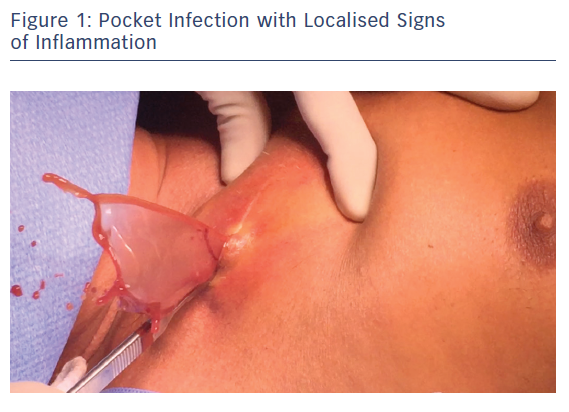 Figure 1: Pocket Infection with Localised Signs
of Inflammation